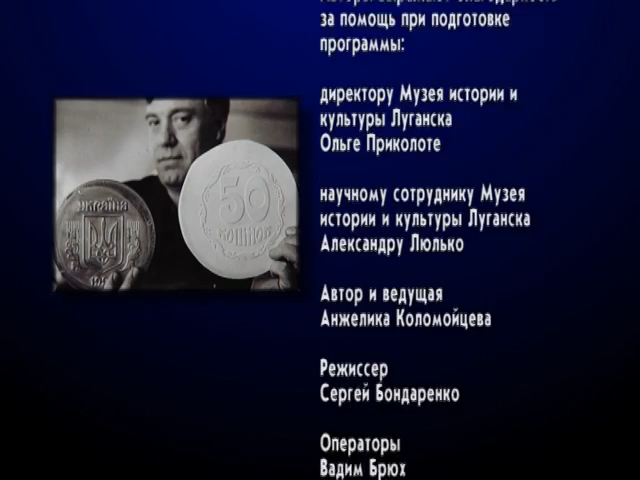 за помощь при подготовке
программы:
директору Музея истории и
культуры Луганска
Ольге Приколоте
научному сотруднику Музея
истории и культуры Луганска
Александру Люлько
Автор и ведущая
Анжелика Коломойцева
Режиссер
Сергей Бондаренко
Операторы
Вадим Брюх
україна
50
копійок